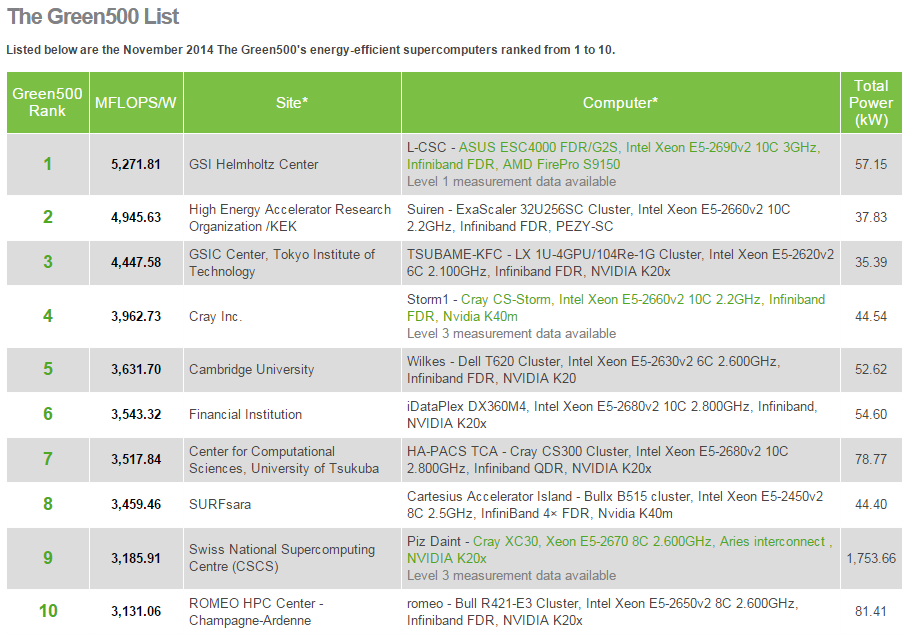 The Green500 List
Listed below are the November 2014 The Green500's energy-efficient supercomputers ranked from 1 to 10.
Green500 Rank MFLOPS/W Site* Computer* Total Power (kW)
1 5,271.81 GSI Helmholtz Center L-CSC - ASUS ESC4000 FDR/G2S, Intel Xeon E5-2690v2 10C 3GHz,
Infiniband FDR, AMD FirePro S9150
Level 1 measurement data available 57.15
2 4,945.63 High Energy Accelerator Research
Organization /KEK Suiren - ExaScaler 32U256SC Cluster, Intel Xeon E5-2660v2 10C
2.2GHz, Infiniband FDR, PEZY-SC 37.83
3 4,447.58 GSIC Center, Tokyo Institute of
Technology TSUBAME-KFC - LX 1U-4GPU/104Re-1G Cluster, Intel Xeon E5-2620v2
6C 2.100GHz, Infiniband FDR, NVIDIA K20x 35.39
4 3,962.73 Cray Inc. Storm1 - Cray CS-Storm, Intel Xeon E5-2660v2 10C 2.2GHz, Infiniband
FDR, Nvidia K40m
Level 3 measurement data available 44.54
5 3,631.70 Cambridge University Wilkes - Dell T620 Cluster, Intel Xeon E5-2630v2 6C 2.600GHz,
Infiniband FDR, NVIDIA K20 52.62
6 3,543.32 Financial Institution iDataPlex DX360M4, Intel Xeon E5-2680v2 10C 2.800GHz, Infiniband,
NVIDIA K20x 54.60
7 3,517.84 Center for Computational
Sciences, University of Tsukuba HA-PACS TCA - Cray CS300 Cluster, Intel Xeon E5-2680v2 10C
2.800GHz, Infiniband QDR, NVIDIA K20x 78.77
8 3,459.46 SURFsara Cartesius Accelerator Island - Bullx B515 cluster, Intel Xeon E5-2450v2
8C 2.5GHz, InfiniBand 4× FDR, Nvidia K40m 44.40
9 3,185.91 Swiss National Supercomputing
Centre (CSCS) Piz Daint - Cray XC30, Xeon E5-2670 8C 2.600GHz, Aries interconnect ,
NVIDIA K20x
Level 3 measurement data available 1,753.66
10 3,131.06 ROMEO HPC Center -
Champagne-Ardenne romeo - Bull R421-E3 Cluster, Intel Xeon E5-2650v2 8C 2.600GHz,
Infiniband FDR, NVIDIA K20x 81.41